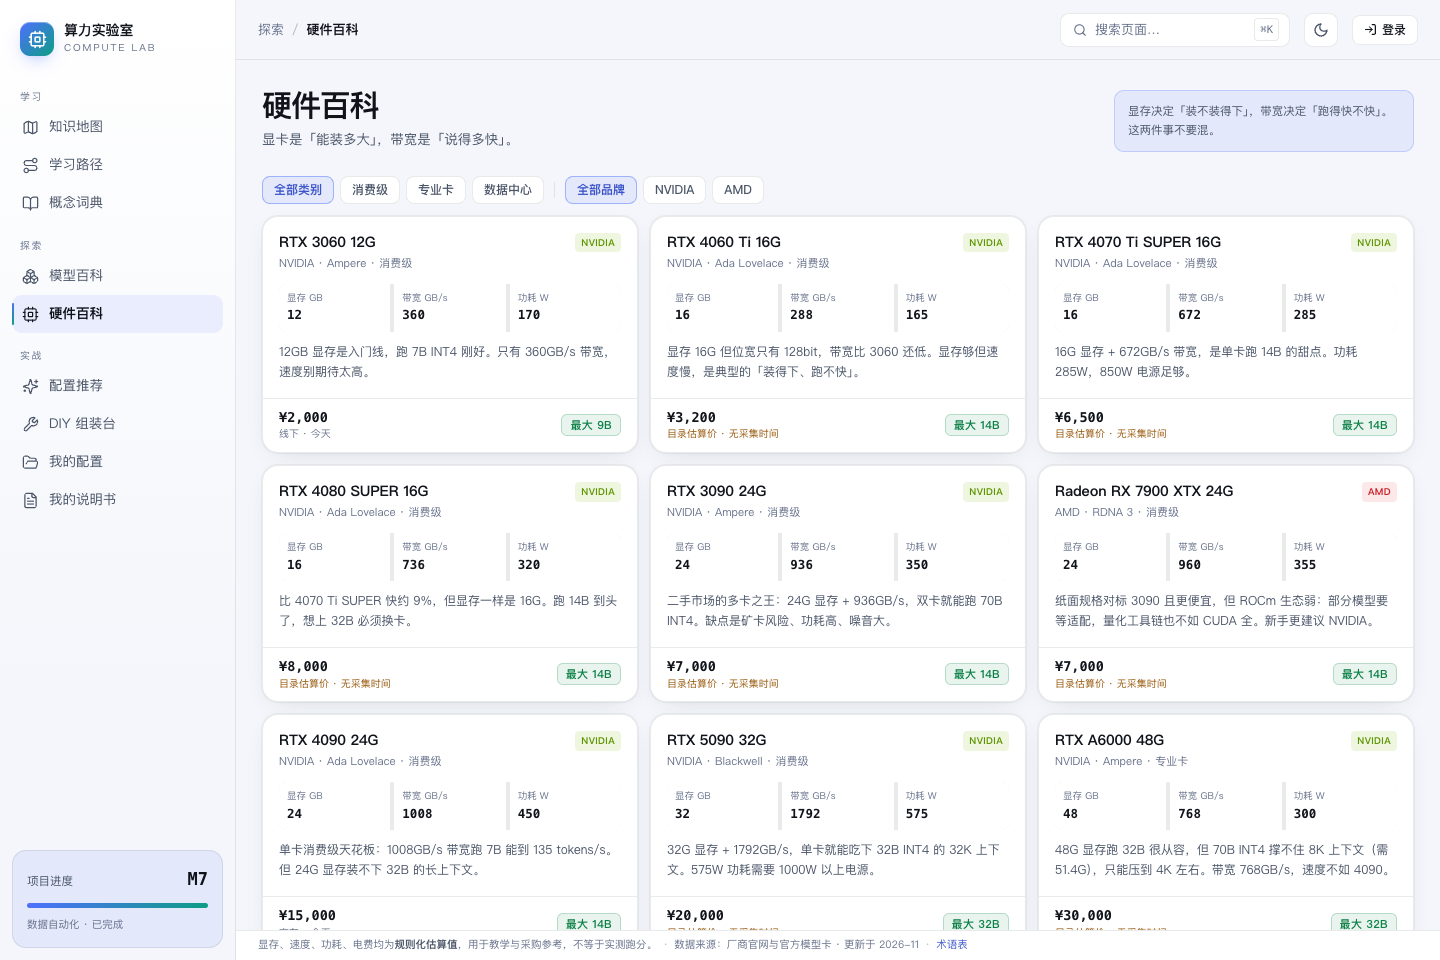 算力实验室
COMPUTE LAB
学习
知识地图
学习路径
概念词典
探索
模型百科
硬件百科
实战
配置推荐
DIY 组装台
我的配置
我的说明书
项目进度 M7
数据自动化 · 已完成
探索 / 硬件百科
搜索页面... ⌘K
登录
硬件百科
显卡是「能装多大」，带宽是「说得多快」。
显存决定「装不装得下」，带宽决定「跑得快不快」。
这两件事不要混。
全部类别 消费级 专业卡 数据中心 全部品牌 NVIDIA AMD
RTX 3060 12G NVIDIA
NVIDIA · Ampere · 消费级
显存 GB 带宽 GB/s 功耗 W
12 360 170
12GB 显存是入门线，跑 7B INT4 刚好。只有 360GB/s 带宽，
速度别期待太高。
¥2,000
线下 · 今天
最大 9B
RTX 4060 Ti 16G NVIDIA
NVIDIA · Ada Lovelace · 消费级
显存 GB 带宽 GB/s 功耗 W
16 288 165
显存 16G 但位宽只有 128bit，带宽比 3060 还低。显存够但速
度慢，是典型的「装得下、跑不快」。
¥3,200
目录估算价 · 无采集时间
最大 14B
RTX 4070 Ti SUPER 16G NVIDIA
NVIDIA · Ada Lovelace · 消费级
显存 GB 带宽 GB/s 功耗 W
16 672 285
16G 显存 + 672GB/s 带宽，是单卡跑 14B 的甜点。功耗
285W，850W 电源足够。
¥6,500
目录估算价 · 无采集时间
最大 14B
RTX 4080 SUPER 16G NVIDIA
NVIDIA · Ada Lovelace · 消费级
显存 GB 带宽 GB/s 功耗 W
16 736 320
比 4070 Ti SUPER 快约 9%，但显存一样是 16G。跑 14B 到头
了，想上 32B 必须换卡。
¥8,000
目录估算价 · 无采集时间
最大 14B
RTX 3090 24G NVIDIA
NVIDIA · Ampere · 消费级
显存 GB 带宽 GB/s 功耗 W
24 936 350
二手市场的多卡之王：24G 显存 + 936GB/s，双卡就能跑 70B
INT4。缺点是矿卡风险、功耗高、噪音大。
¥7,000
目录估算价 · 无采集时间
最大 14B
Radeon RX 7900 XTX 24G AMD
AMD · RDNA 3 · 消费级
显存 GB 带宽 GB/s 功耗 W
24 960 355
纸面规格对标 3090 且更便宜，但 ROCm 生态弱：部分模型要
等适配，量化工具链也不如 CUDA 全。新手更建议 NVIDIA。
¥7,000
目录估算价 · 无采集时间
最大 14B
RTX 4090 24G NVIDIA
NVIDIA · Ada Lovelace · 消费级
显存 GB 带宽 GB/s 功耗 W
24 1008 450
单卡消费级天花板：1008GB/s 带宽跑 7B 能到 135 tokens/s。
但 24G 显存装不下 32B 的长上下文。
¥15,000
最大 14B
RTX 5090 32G NVIDIA
NVIDIA · Blackwell · 消费级
显存 GB 带宽 GB/s 功耗 W
32 1792 575
32G 显存 + 1792GB/s，单卡就能吃下 32B INT4 的 32K 上下
文。575W 功耗需要 1000W 以上电源。
¥20,000
最大 32B
RTX A6000 48G NVIDIA
NVIDIA · Ampere · 专业卡
显存 GB 带宽 GB/s 功耗 W
48 768 300
48G 显存跑 32B 很从容，但 70B INT4 撑不住 8K 上下文（需
51.4G），只能压到 4K 左右。带宽 768GB/s，速度不如 4090。
¥30,000
最大 32B
显存、速度、功耗、电费均为规则化估算值，用于教学与采购参考，不等于实测跑分。 · 数据来源：厂商官网与官方模型卡 · 更新于 2026-11 · 术语表